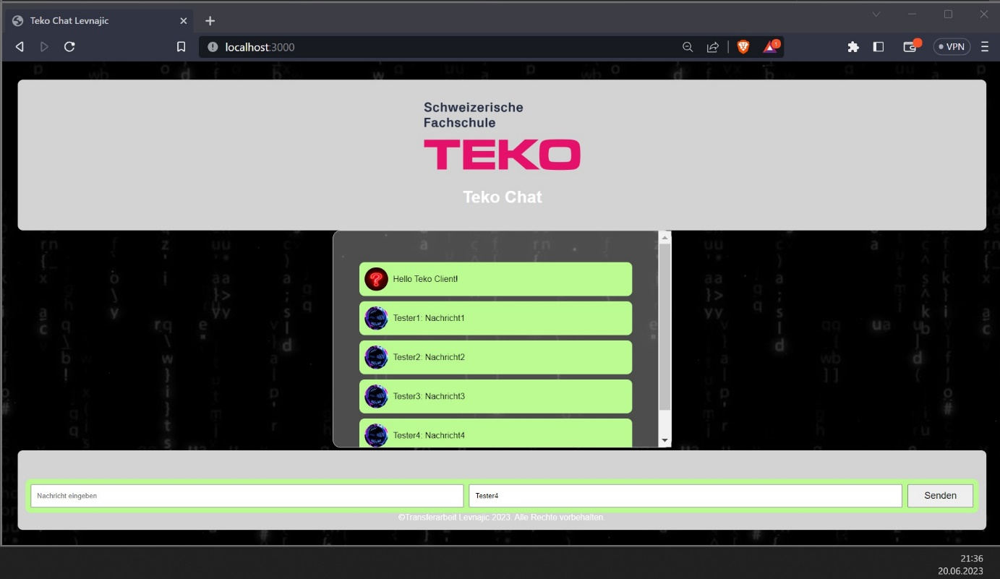 Teko Chat Levnajic
localhost:3000
1
VPN
Schweizerische
Fachschule
TEKO
Teko Chat
Hello Teko Client!
Tester1: Nachricht1
Tester2: Nachricht2
Tester3: Nachricht3
Tester4: Nachricht4
Nachricht eingeben
Tester4
Senden
©Transferarbeit Levnajic 2023. Alle Rechte vorbehalten.
21:36
20.06.2023